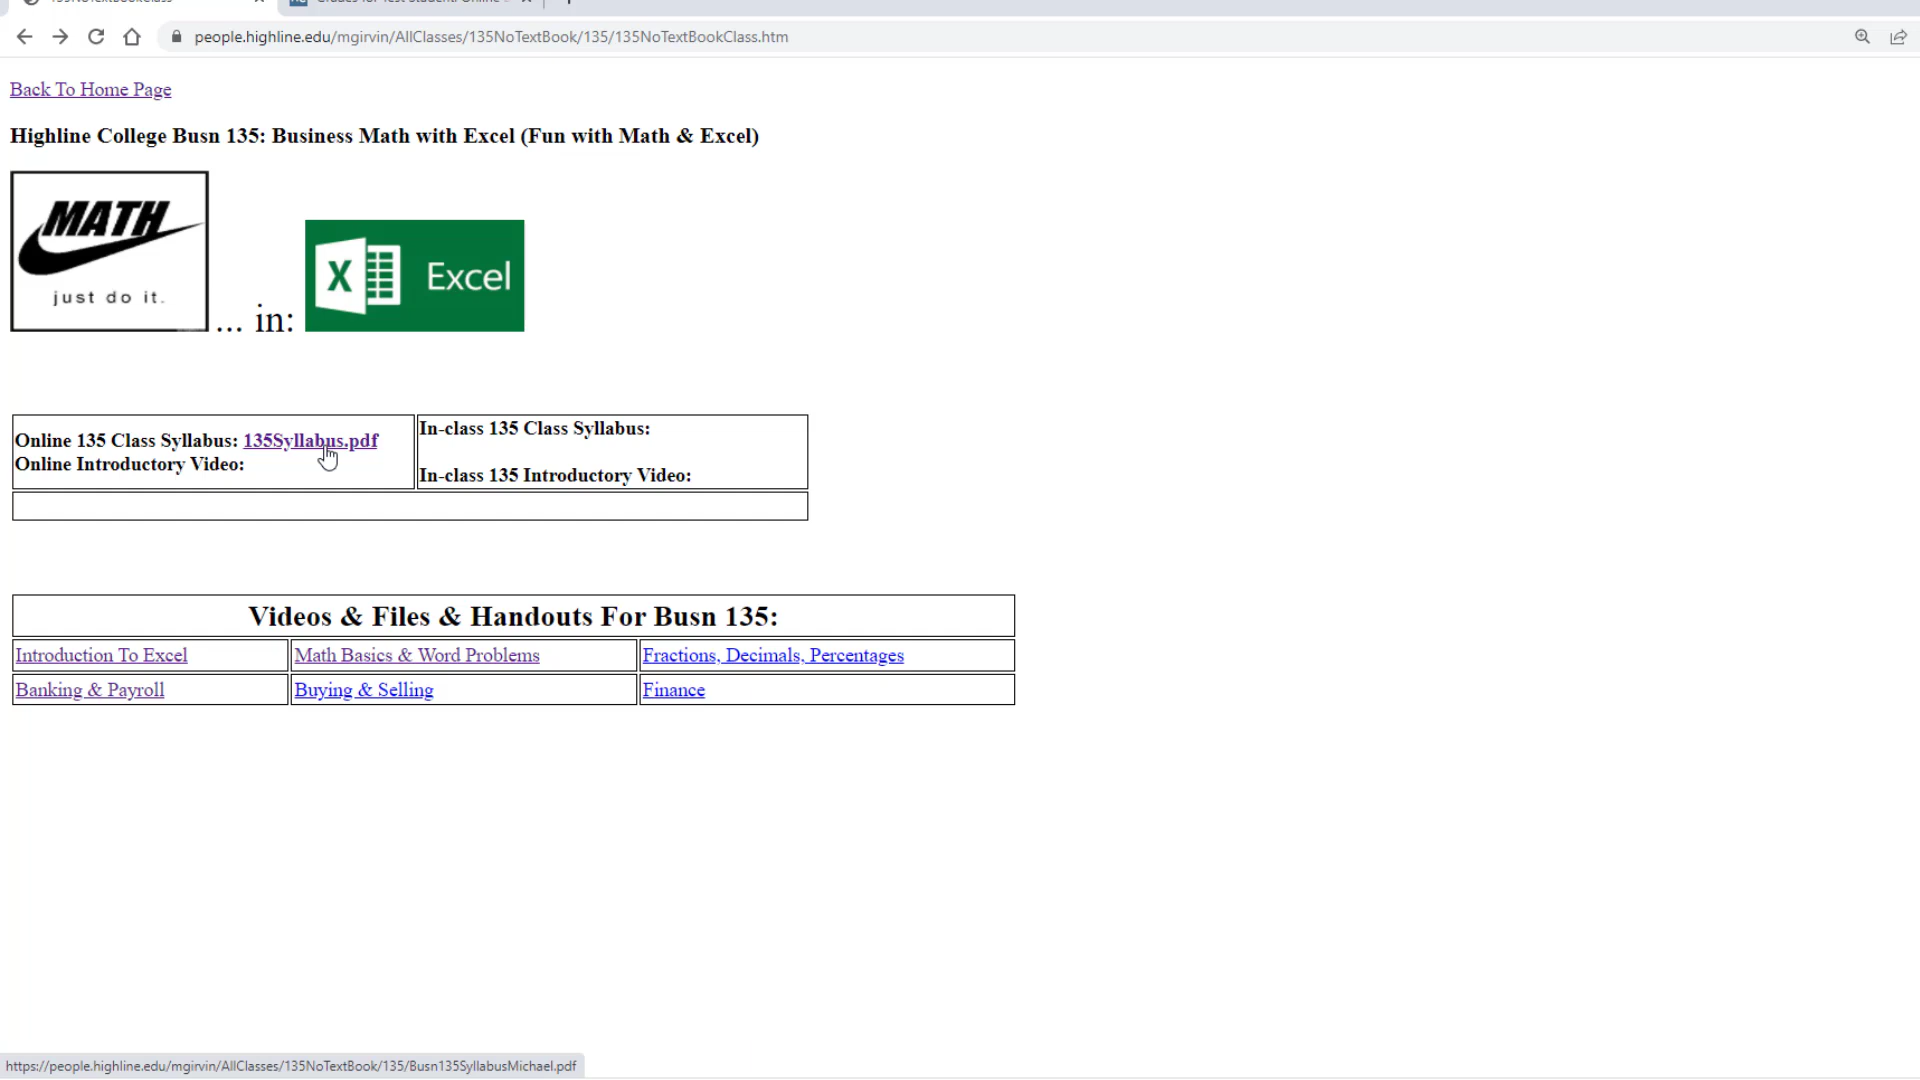 people.highline.edu/mgirvin/AllClasses/135NoTextBook/135/135NoTextBookClass.htm
Back To Home Page
Highline College Busn 135: Business Math with Excel (Fun with Math & Excel)
MATH
just do it.
... in:
X Excel
Online 135 Class Syllabus: 135Syllabus.pdf
Online Introductory Video:
In-class 135 Class Syllabus:
In-class 135 Introductory Video:
Videos & Files & Handouts For Busn 135:
Introduction To Excel
Math Basics & Word Problems
Fractions, Decimals, Percentages
Banking & Payroll
Buying & Selling
Finance
https://people.highline.edu/mgirvin/AllClasses/135NoTextBook/135/Busn135SyllabusMichael.pdf